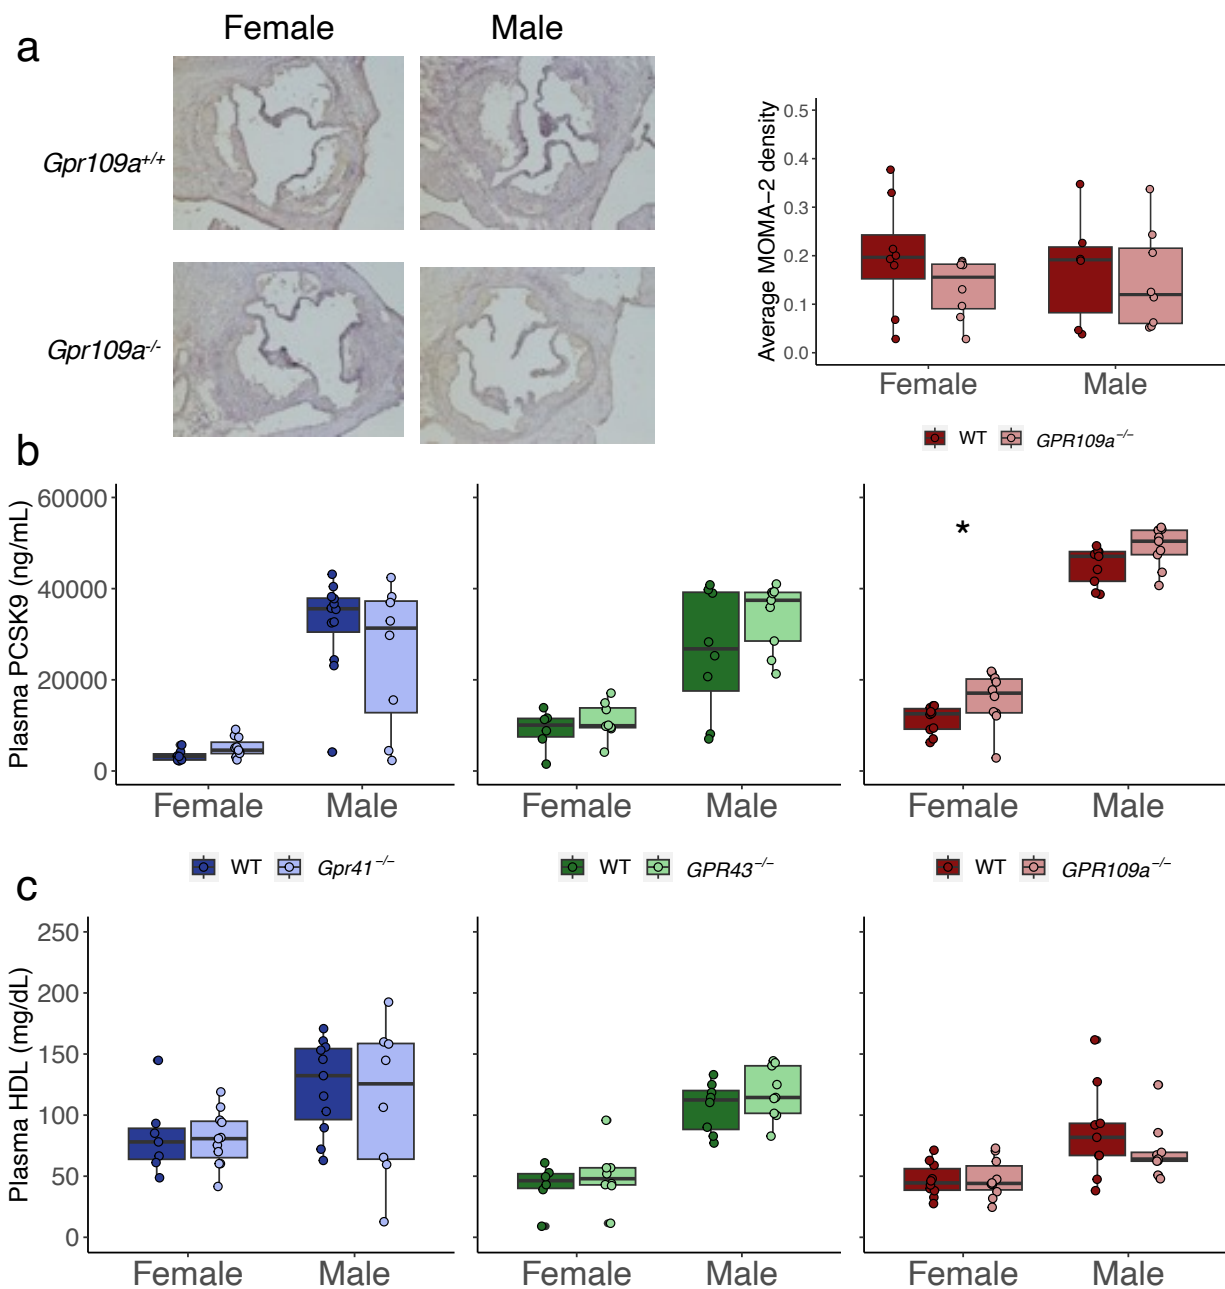 a
Female Male
Gpr109a+/+
Gpr109a-/-
Average MOMA−2 density
0.5
0.4
0.3
0.2
0.1
0.0
Female Male
WT GPR109a−/−
b
Plasma PCSK9 (ng/mL)
60000
40000
20000
0
*
Female Male Female Male Female Male
WT Gpr41−/− WT GPR43−/− WT GPR109a−/−
c
Plasma HDL (mg/dL)
250
200
150
100
50
0
Female Male Female Male Female Male